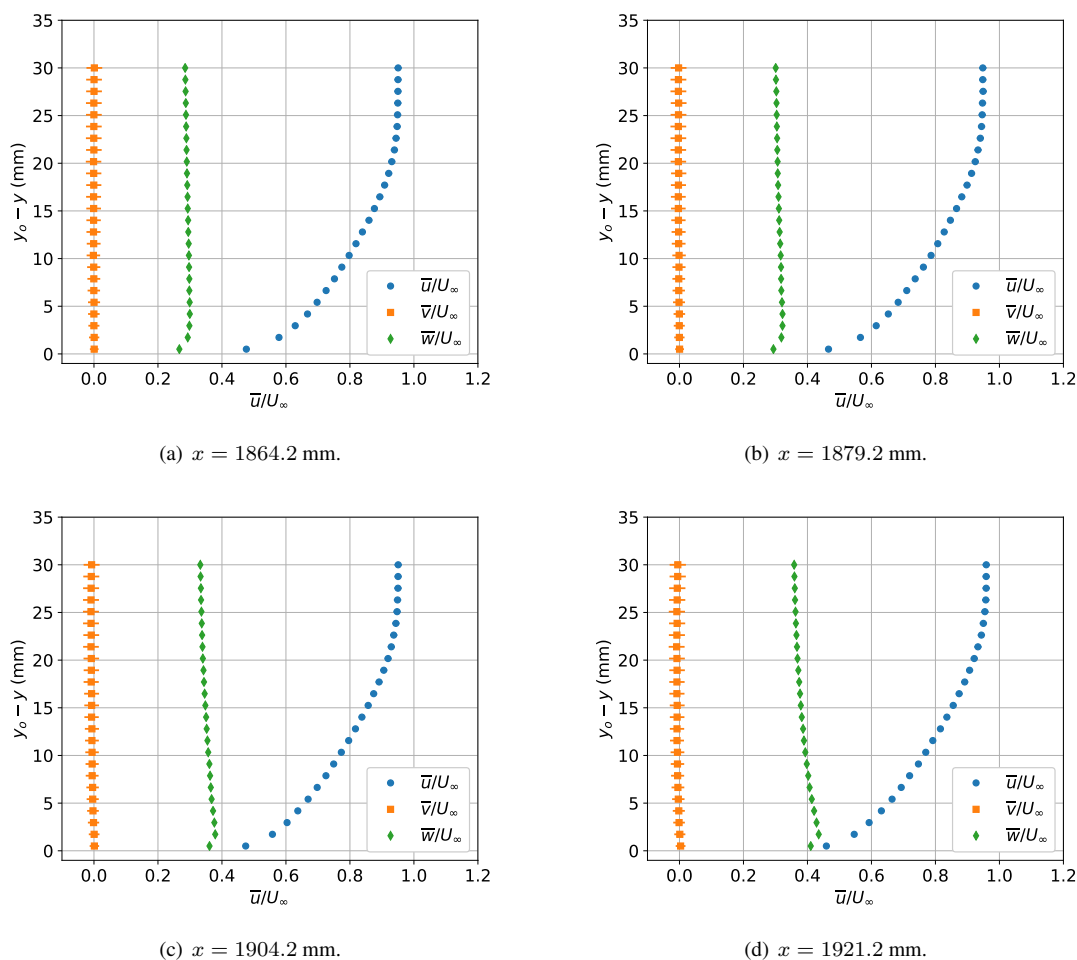 35
30
25
20
15
10
5
0
y₀ − y (mm)
u̅/U∞
v̅/U∞
w̅/U∞
0.0 0.2 0.4 0.6 0.8 1.0 1.2
u̅/U∞
(a) x = 1864.2 mm.
35
30
25
20
15
10
5
0
y₀ − y (mm)
u̅/U∞
v̅/U∞
w̅/U∞
0.0 0.2 0.4 0.6 0.8 1.0 1.2
u̅/U∞
(b) x = 1879.2 mm.
35
30
25
20
15
10
5
0
y₀ − y (mm)
u̅/U∞
v̅/U∞
w̅/U∞
0.0 0.2 0.4 0.6 0.8 1.0 1.2
u̅/U∞
(c) x = 1904.2 mm.
35
30
25
20
15
10
5
0
y₀ − y (mm)
u̅/U∞
v̅/U∞
w̅/U∞
0.0 0.2 0.4 0.6 0.8 1.0 1.2
u̅/U∞
(d) x = 1921.2 mm.